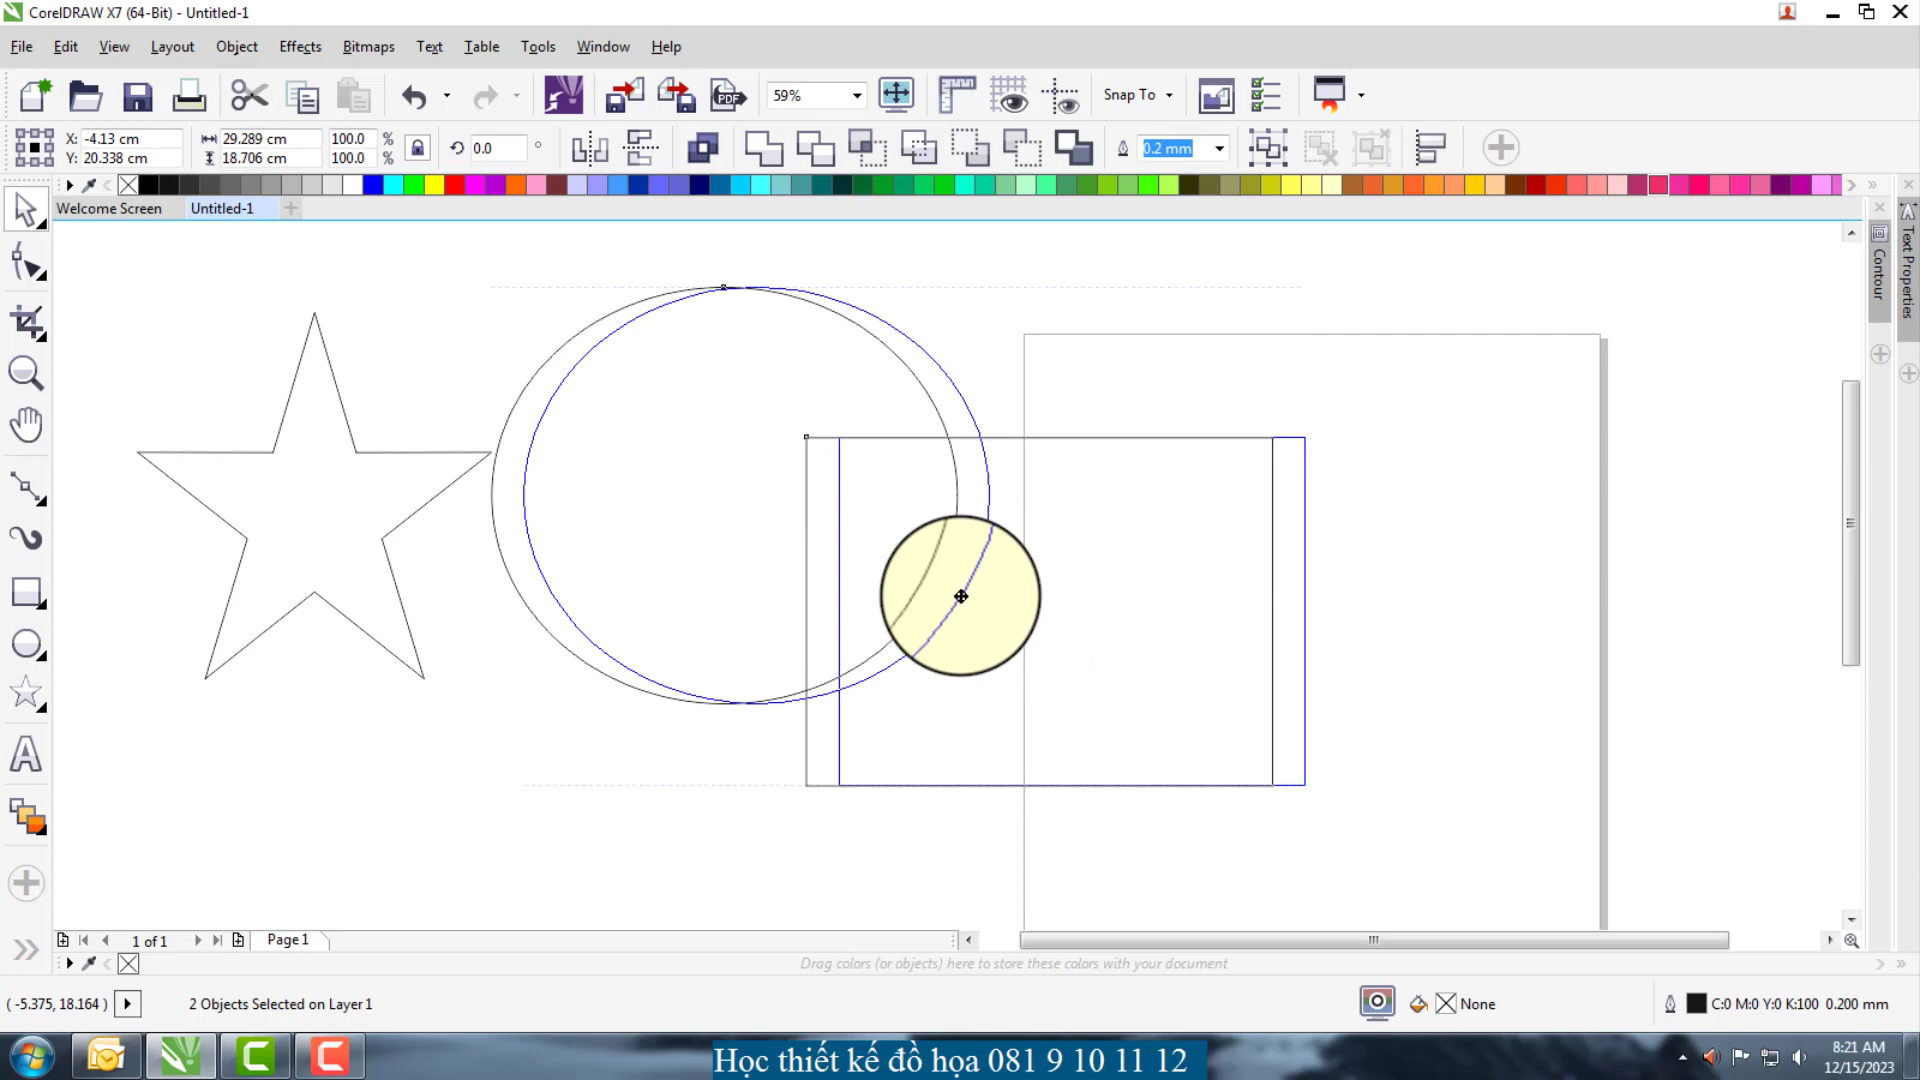 CorelDRAW X7 (64-Bit) - Untitled-1
File Edit View Layout Object Effects Bitmaps Text Table Tools Window Help
PDF 59% Snap To
X: -4.13 cm 29.289 cm 100.0 % 0.0 ° 0.2 mm
Y: 20.338 cm 18.706 cm 100.0 %
Welcome Screen Untitled-1
Contour
Text Properties
1 of 1 Page 1
Drag colors (or objects) here to store these colors with your document
( -5.375, 18.164 ) 2 Objects Selected on Layer 1 None C:0 M:0 Y:0 K:100 0.200 mm
Học thiết kế đồ họa 081 9 10 11 12
8:21 AM
12/15/2023